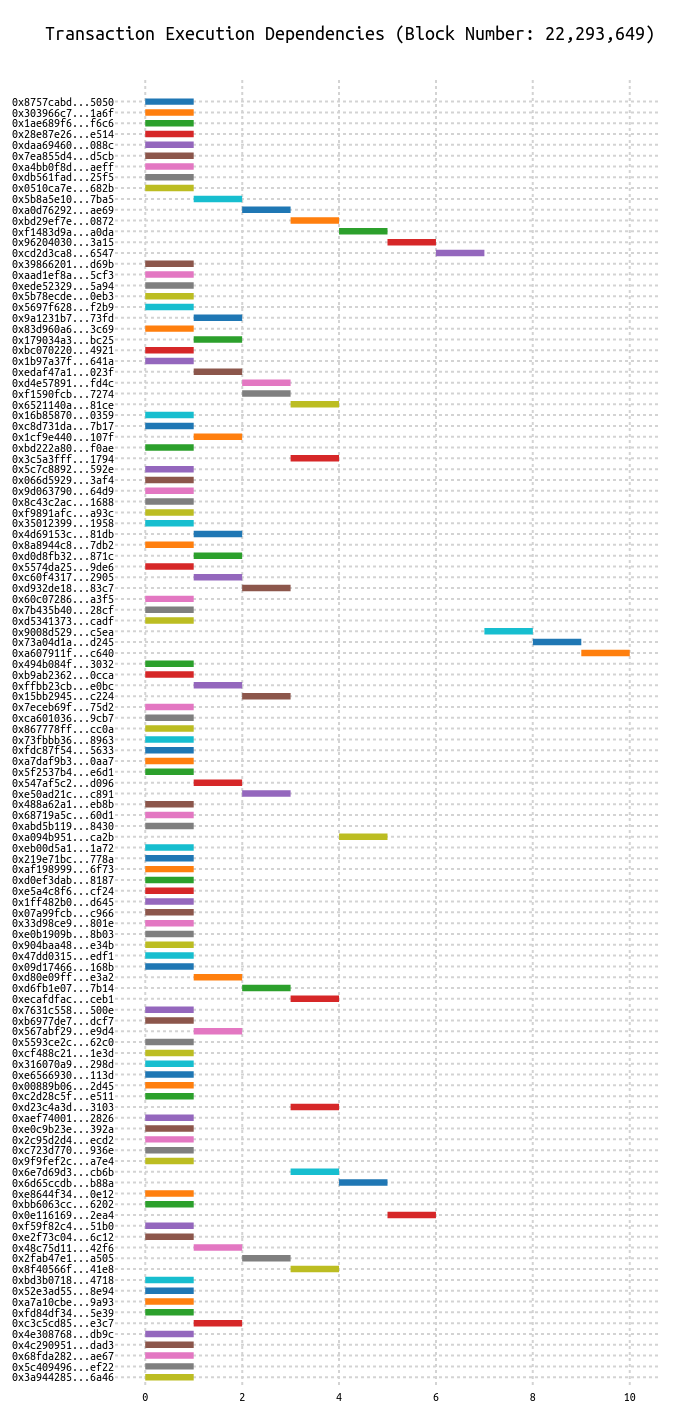 Transaction Execution Dependencies (Block Number: 22,293,649)
0x8757cabd...5050
0x303966c7...1a6f
0x1ae689f6...f6c6
0x28e87e26...e514
0xdaa69460...088c
0x7ea855d4...d5cb
0xa4bb0f8d...aeff
0xdb561fad...25f5
0x0510ca7e...682b
0x5b8a5e10...7ba5
0xa0d76292...ae69
0xbd29ef7e...0872
0xf1483d9a...a0da
0x96204030...3a15
0xcd2d3ca8...6547
0x39866201...d69b
0xaad1ef8a...5cf3
0xede52329...5a94
0x5b78ecde...0eb3
0x5697f628...f2b9
0x9a1231b7...73fd
0x83d960a6...3c69
0x179034a3...bc25
0xbc070220...4921
0x1b97a37f...641a
0xedaf47a1...023f
0xd4e57891...fd4c
0xf1590fcb...7274
0x6521140a...81ce
0x16b85870...0359
0xc8d731da...7b17
0x1cf9e440...107f
0xbd222a80...f0ae
0x3c5a3fff...1794
0x5c7c8892...592e
0x066d5929...3af4
0x9d063790...64d9
0x8c43c2ac...1688
0xf9891afc...a93c
0x35012399...1958
0x4d69153c...81db
0x8a8944c8...7db2
0xd0d8fb32...871c
0x5574da25...9de6
0xc60f4317...2905
0xd932de18...83c7
0x60c07286...a3f5
0x7b435b40...28cf
0xd5341373...cadf
0x9008d529...c5ea
0x73a04d1a...d245
0xa607911f...c640
0x494b084f...3032
0xb9ab2362...0cca
0xffbb23cb...e0bc
0x15bb2945...c224
0x7eceb69f...75d2
0xca601036...9cb7
0x867778ff...cc0a
0x73fbbb36...8963
0xfdc87f54...5633
0xa7daf9b3...0aa7
0x5f2537b4...e6d1
0x547af5c2...d096
0xe50ad21c...c891
0x488a62a1...eb8b
0x68719a5c...60d1
0xabd5b119...8430
0xa094b951...ca2b
0xeb00d5a1...1a72
0x219e71bc...778a
0xaf198999...6f73
0xd0ef3dab...8187
0xe5a4c8f6...cf24
0x1ff482b0...d645
0x07a99fcb...c966
0x33d98ce9...801e
0xe0b1909b...8b03
0x904baa48...e34b
0x47dd0315...edf1
0x09d17466...168b
0xd80e09ff...e3a2
0xd6fb1e07...7b14
0xecafdfac...ceb1
0x7631c558...500e
0xb6977de7...dcf7
0x567abf29...e9d4
0x5593ce2c...62c0
0xcf488c21...1e3d
0x316070a9...298d
0xe6566930...113d
0x00889b06...2d45
0xc2d28c5f...e511
0xd23c4a3d...3103
0xaef74001...2826
0xe0c9b23e...392a
0x2c95d2d4...ecd2
0xc723d770...936e
0x9f9fef2c...a7e4
0x6e7d69d3...cb6b
0x6d65ccdb...b88a
0xe8644f34...0e12
0xbb6063cc...6202
0x0e116169...2ea4
0xf59f82c4...51b0
0xe2f73c04...6c12
0x48c75d11...42f6
0x2fab47e1...a505
0x8f40566f...41e8
0xbd3b0718...4718
0x52e3ad55...8e94
0xa7a10cbe...9a93
0xfd84df34...5e39
0xc3c5cd85...e3c7
0x4e308768...db9c
0x4c290951...dad3
0x68fda282...ae67
0x5c409496...ef22
0x3a944285...6a46
0 2 4 6 8 10